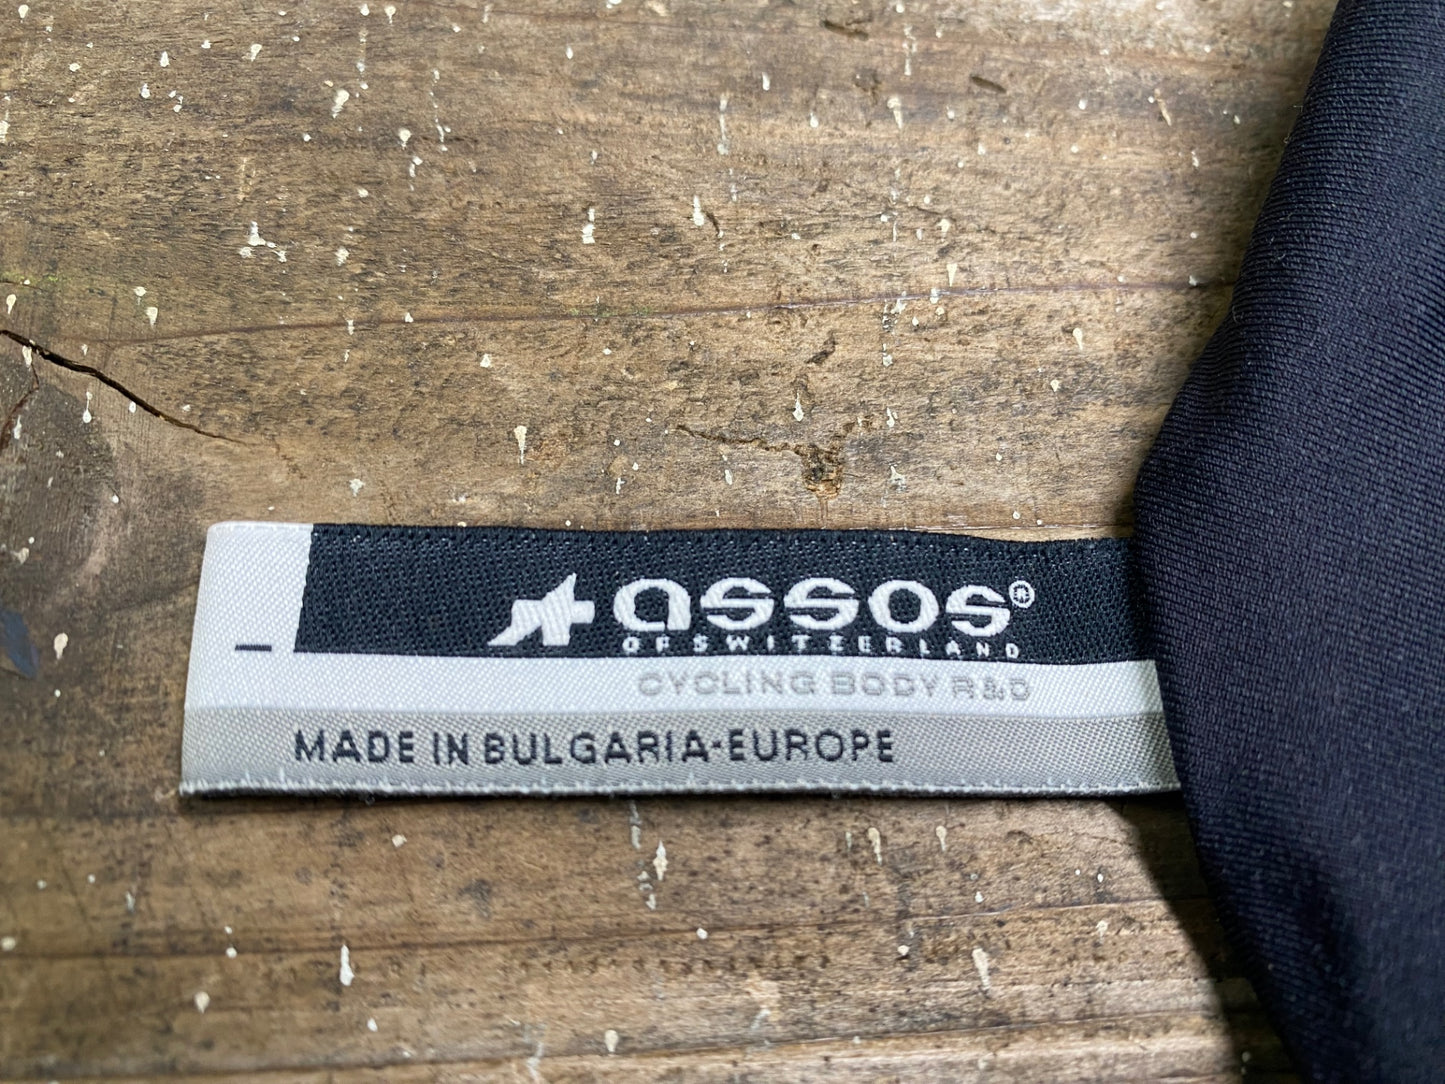 assos®
OF SWITZERLAND
CYCLING BODY R&D
MADE IN BULGARIA-EUROPE